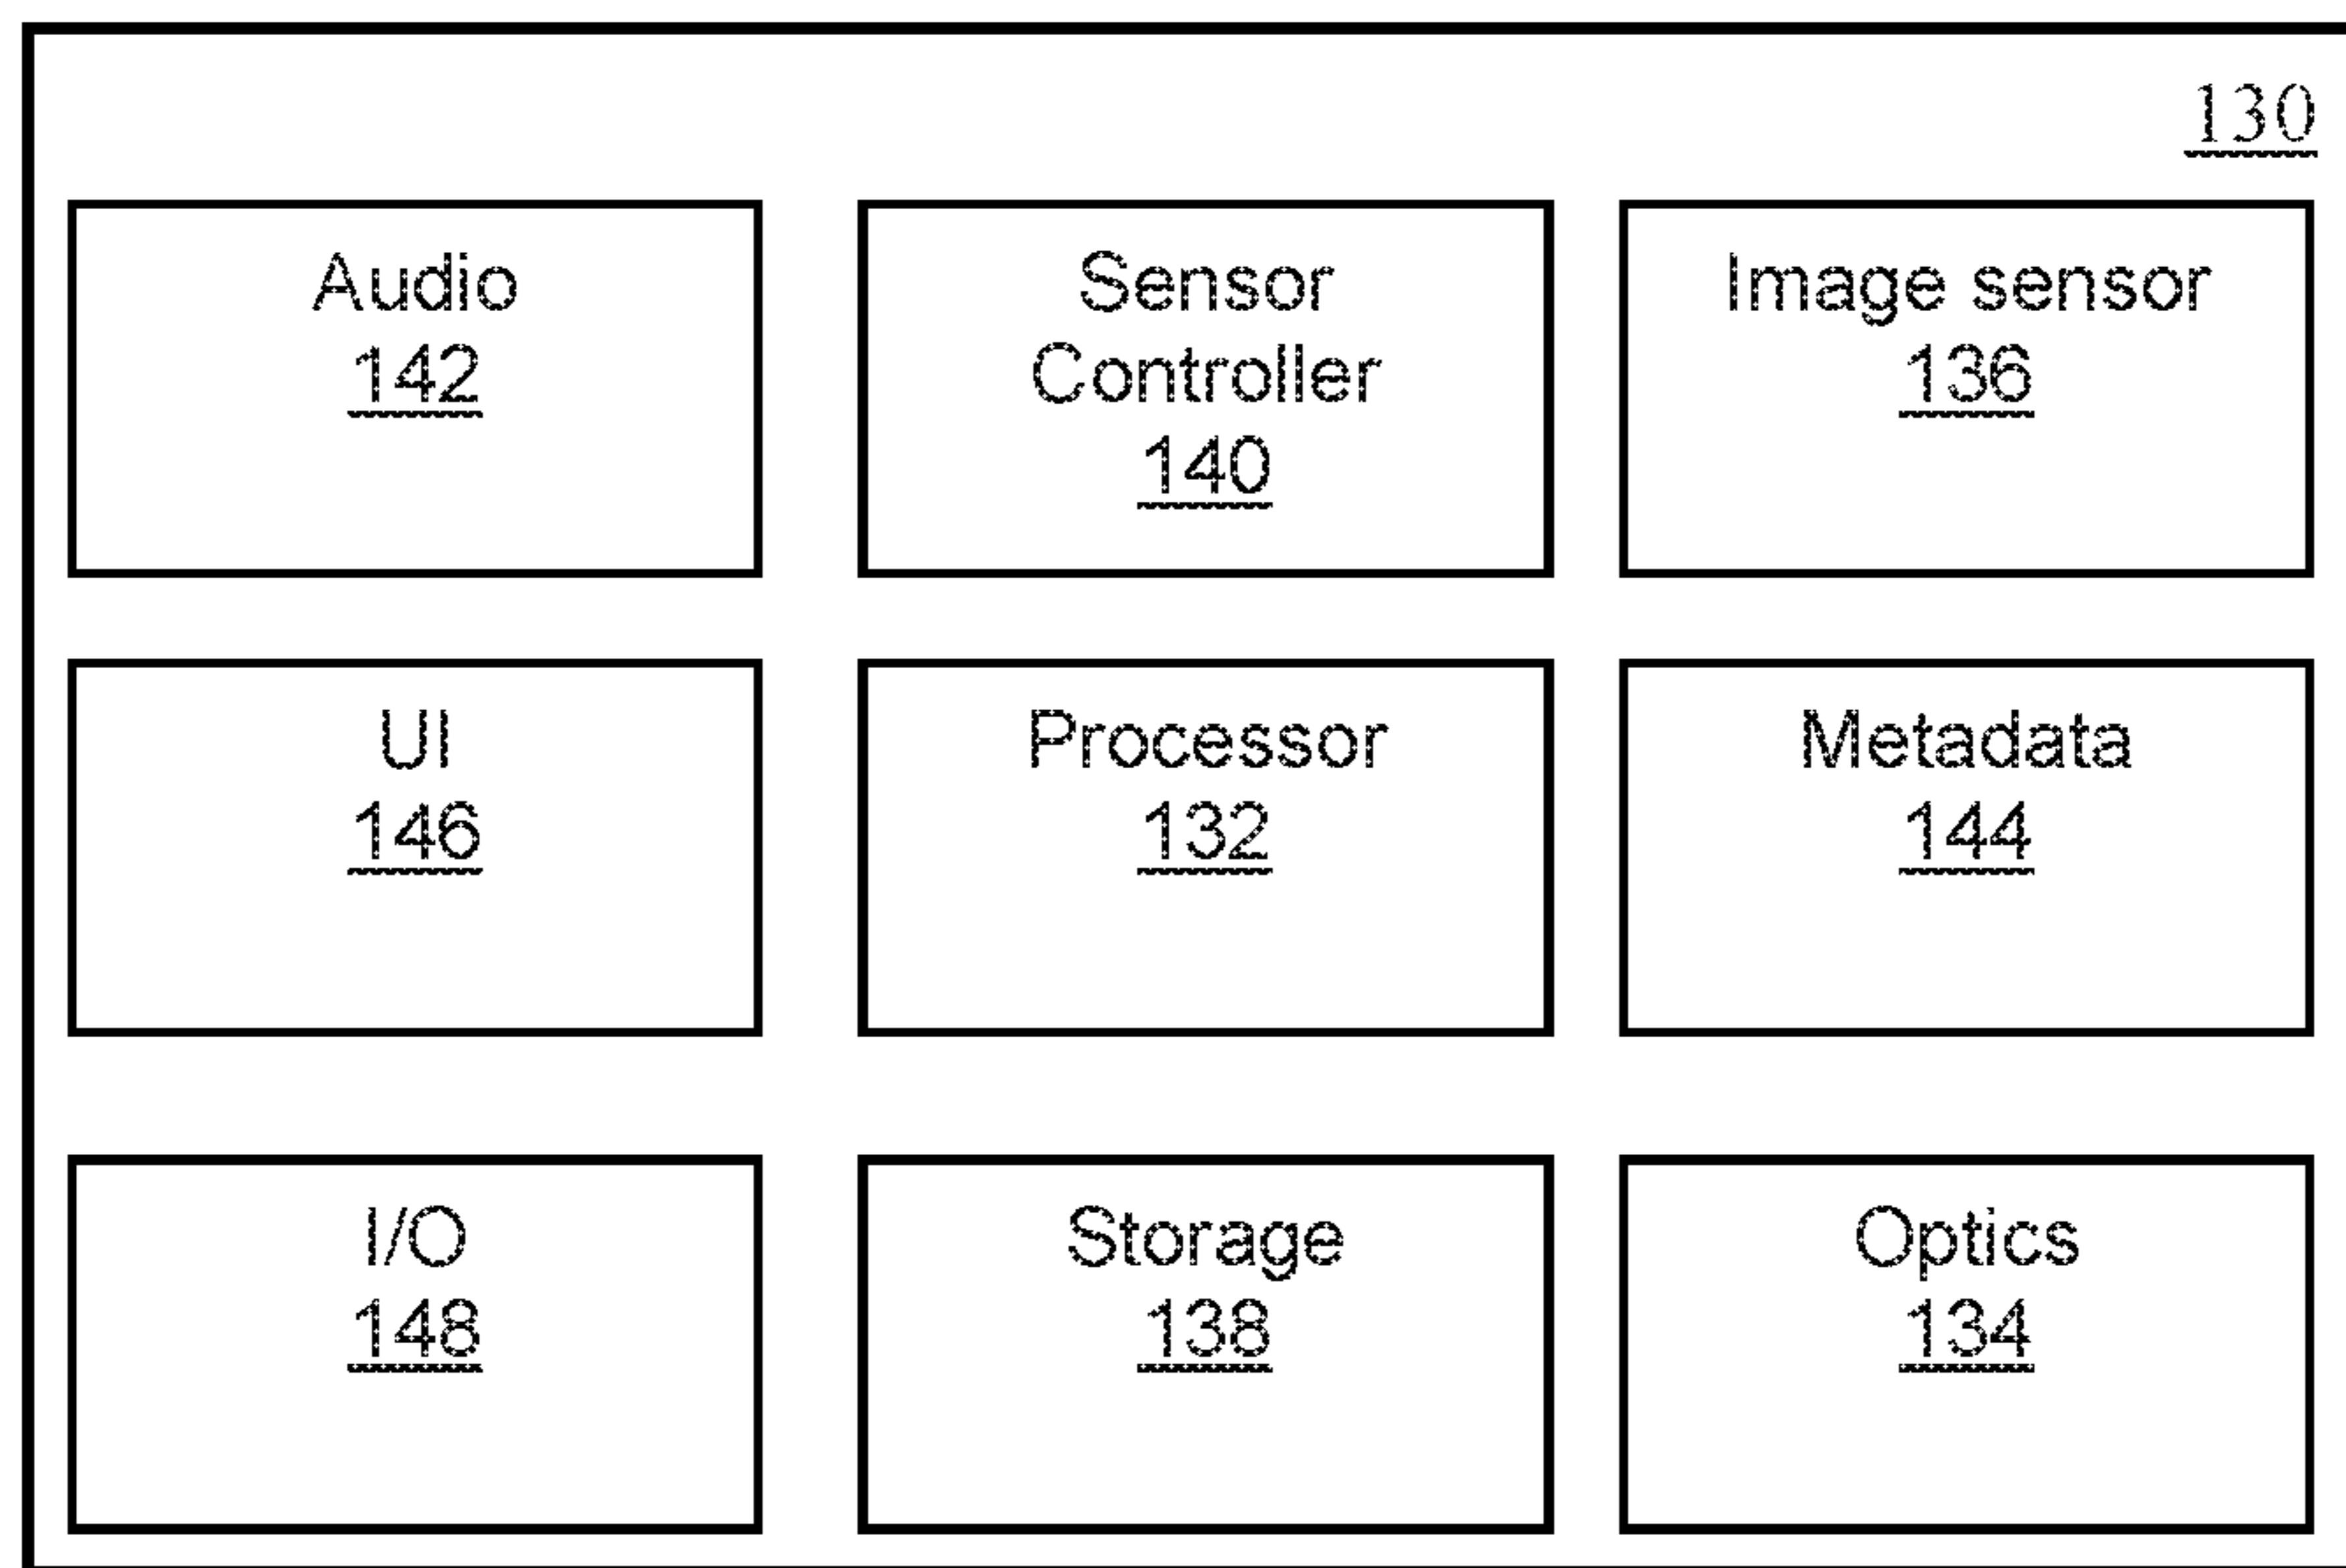 130
Audio
142
Sensor
Controller
140
Image sensor
136
UI
146
Processor
132
Metadata
144
I/O
148
Storage
138
Optics
134